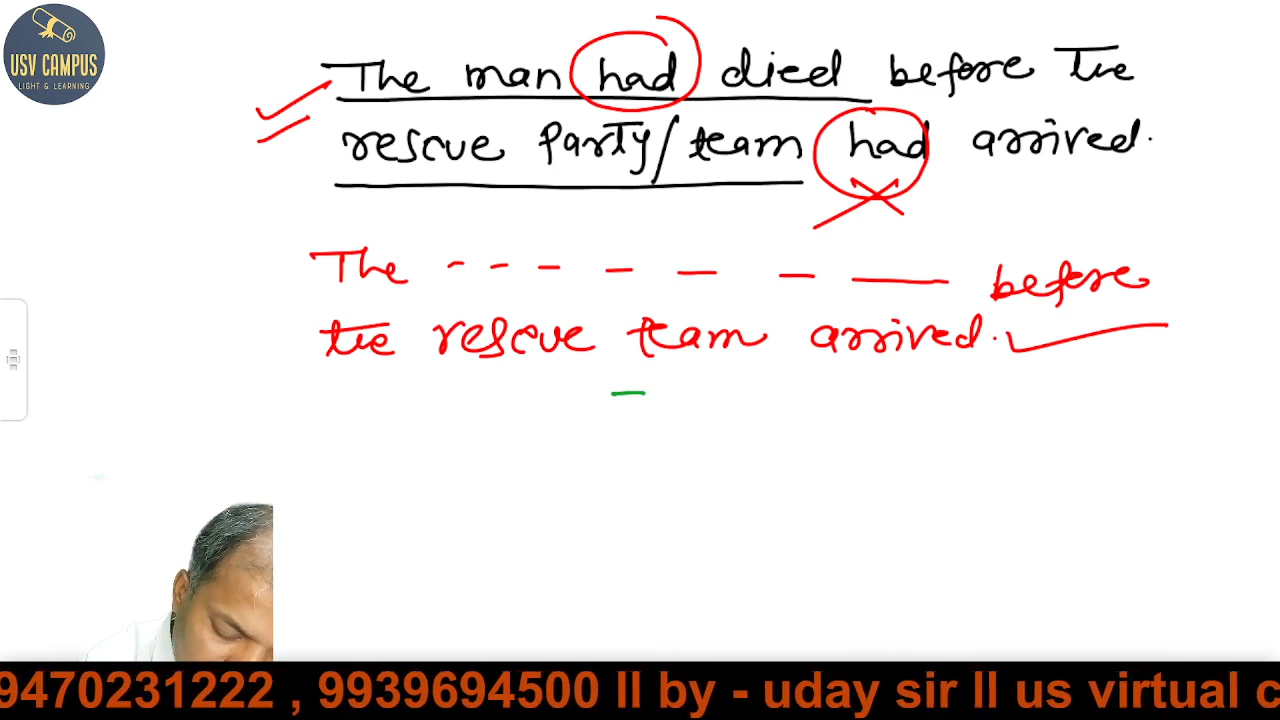 USV CAMPUS
LIGHT & LEARNING
The man had died before the
rescue Party/team had arrived.
The - - - - - - - before
the rescue team arrived.
9470231222 , 9939694500 ll by - uday sir ll us virtual c